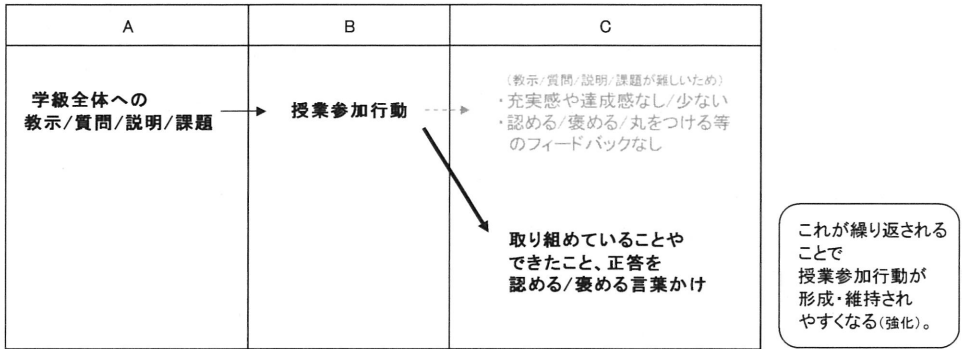 A
B
C
学級全体への
教示/質問/説明/課題
授業参加行動
(教示/質問/説明/課題が難しいため)
・充実感や達成感なし/少ない
・認める/褒める/丸をつける等
のフィードバックなし
取り組めていることや
できたこと、正答を
認める/褒める言葉かけ
これが繰り返される
ことで
授業参加行動が
形成・維持され
やすくなる(強化)。